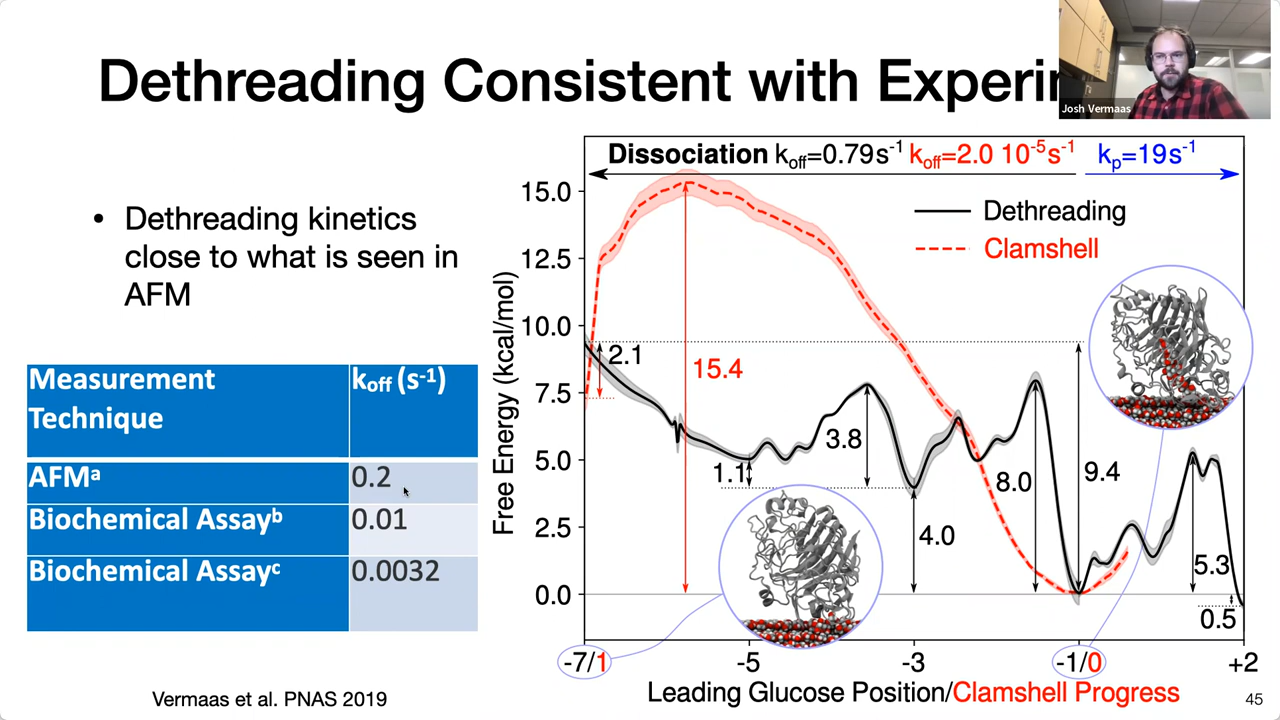 Dethreading Consistent with Experi
Josh Vermaas
• Dethreading kinetics
close to what is seen in
AFM
Measurement Technique koff (s-1)
AFMa 0.2
Biochemical Assayb 0.01
Biochemical Assayc 0.0032
Vermaas et al. PNAS 2019
Dissociation koff=0.79s-1 koff=2.0 10-5s-1 kp=19s-1
Dethreading
Clamshell
Free Energy (kcal/mol)
15.0
12.5
10.0
7.5
5.0
2.5
0.0
2.1
15.4
1.1
3.8
4.0
8.0
9.4
5.3
0.5
-7/1 -5 -3 -1/0 +2
Leading Glucose Position/Clamshell Progress
45